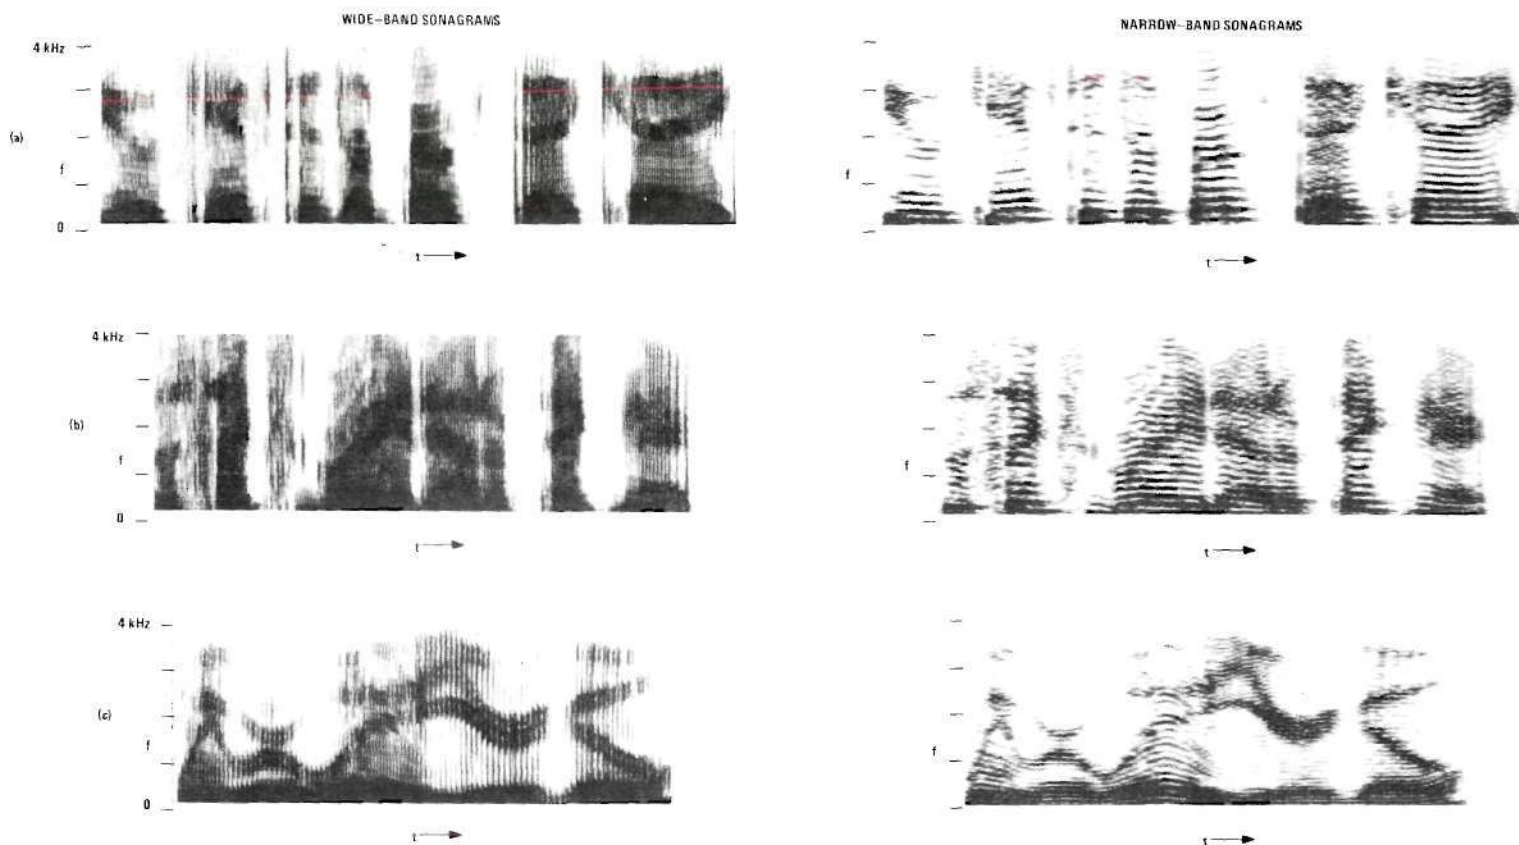 WIDE-BAND SONAGRAMS
NARROW-BAND SONAGRAMS
4 kHz
(a)
f
0
t
f
t
4 kHz
(b)
f
0
t
f
t
4 kHz
(c)
f
0
t
f
t